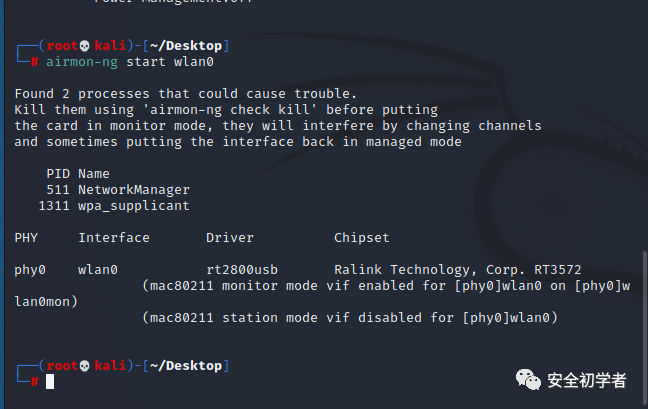 Power Management:off
┌──(root💀kali)-[~/Desktop]
└─# airmon-ng start wlan0
Found 2 processes that could cause trouble.
Kill them using 'airmon-ng check kill' before putting
the card in monitor mode, they will interfere by changing channels
and sometimes putting the interface back in managed mode
PID Name
511 NetworkManager
1311 wpa_supplicant
PHY Interface Driver Chipset
phy0 wlan0 rt2800usb Ralink Technology, Corp. RT3572
(mac80211 monitor mode vif enabled for [phy0]wlan0 on [phy0]w
lan0mon)
(mac80211 station mode vif disabled for [phy0]wlan0)
┌──(root💀kali)-[~/Desktop]
└─#
安全初学者